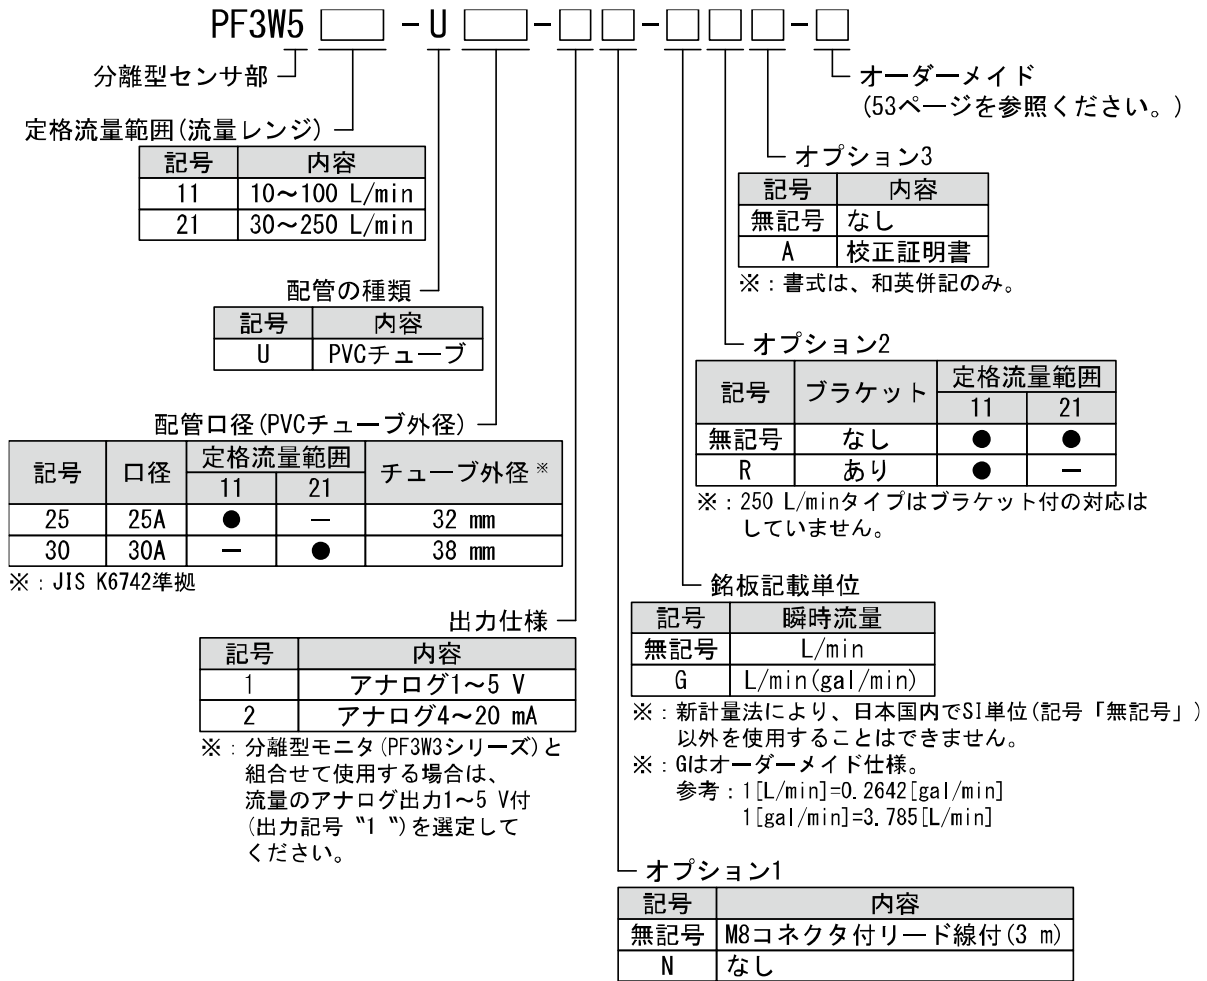 PF3W5 □ - U □ - □ □ - □ □ □ - □
分離型センサ部
オーダーメイド
(53ページを参照ください。)
定格流量範囲(流量レンジ)
記号 内容
11 10～100 L/min
21 30～250 L/min
オプション3
記号 内容
無記号 なし
A 校正証明書
※：書式は、和英併記のみ。
配管の種類
記号 内容
U PVCチューブ
オプション2
記号 ブラケット 定格流量範囲
11 21
無記号 なし ● ●
R あり ● －
※：250 L/minタイプはブラケット付の対応は
していません。
配管口径(PVCチューブ外径)
記号 口径 定格流量範囲 チューブ外径※
11 21
25 25A ● － 32 mm
30 30A － ● 38 mm
※：JIS K6742準拠
銘板記載単位
記号 瞬時流量
無記号 L/min
G L/min(gal/min)
※：新計量法により、日本国内でSI単位(記号「無記号」)
以外を使用することはできません。
※：Gはオーダーメイド仕様。
参考：1[L/min]=0.2642[gal/min]
1[gal/min]=3.785[L/min]
出力仕様
記号 内容
1 アナログ1～5 V
2 アナログ4～20 mA
※：分離型モニタ(PF3W3シリーズ)と
組合せて使用する場合は、
流量のアナログ出力1～5 V付
(出力記号〝1〝)を選定して
ください。
オプション1
記号 内容
無記号 M8コネクタ付リード線付(3 m)
N なし